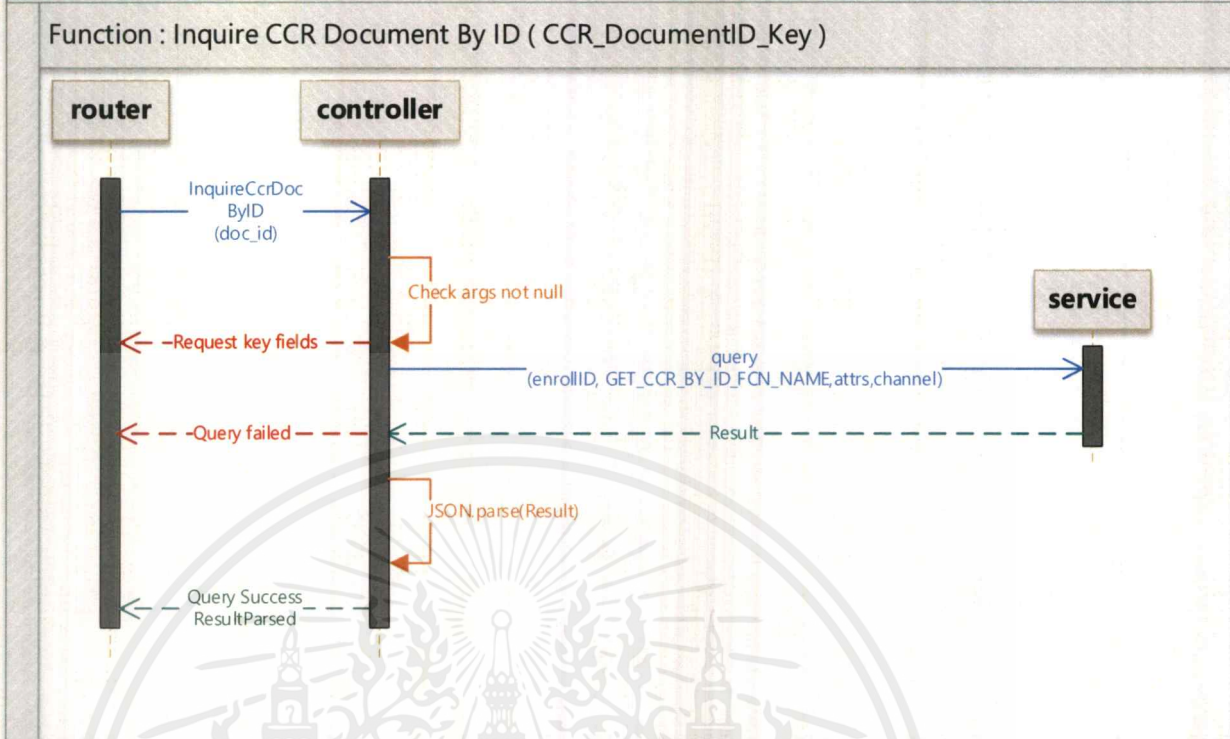 Function : Inquire CCR Document By ID ( CCR_DocumentID_Key )
router
controller
InquireCcrDoc
ByID
(doc_id)
Check args not null
service
Request key fields
query
(enrollID, GET_CCR_BY_ID_FCN_NAME,attrs,channel)
Query failed
Result
JSON.parse(Result)
Query Success
ResultParsed